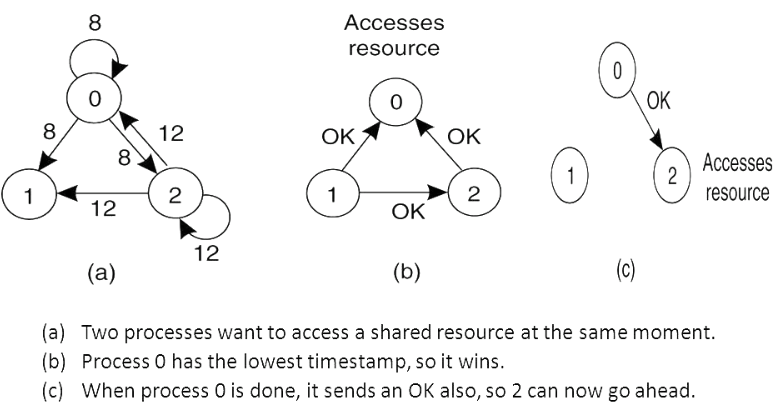 8
0
8
8
12
1
12
2
12
(a)
Accesses
resource
0
OK
OK
1
OK
2
(b)
0
OK
1
2
Accesses
resource
(c)
(a) Two processes want to access a shared resource at the same moment.
(b) Process 0 has the lowest timestamp, so it wins.
(c) When process 0 is done, it sends an OK also, so 2 can now go ahead.